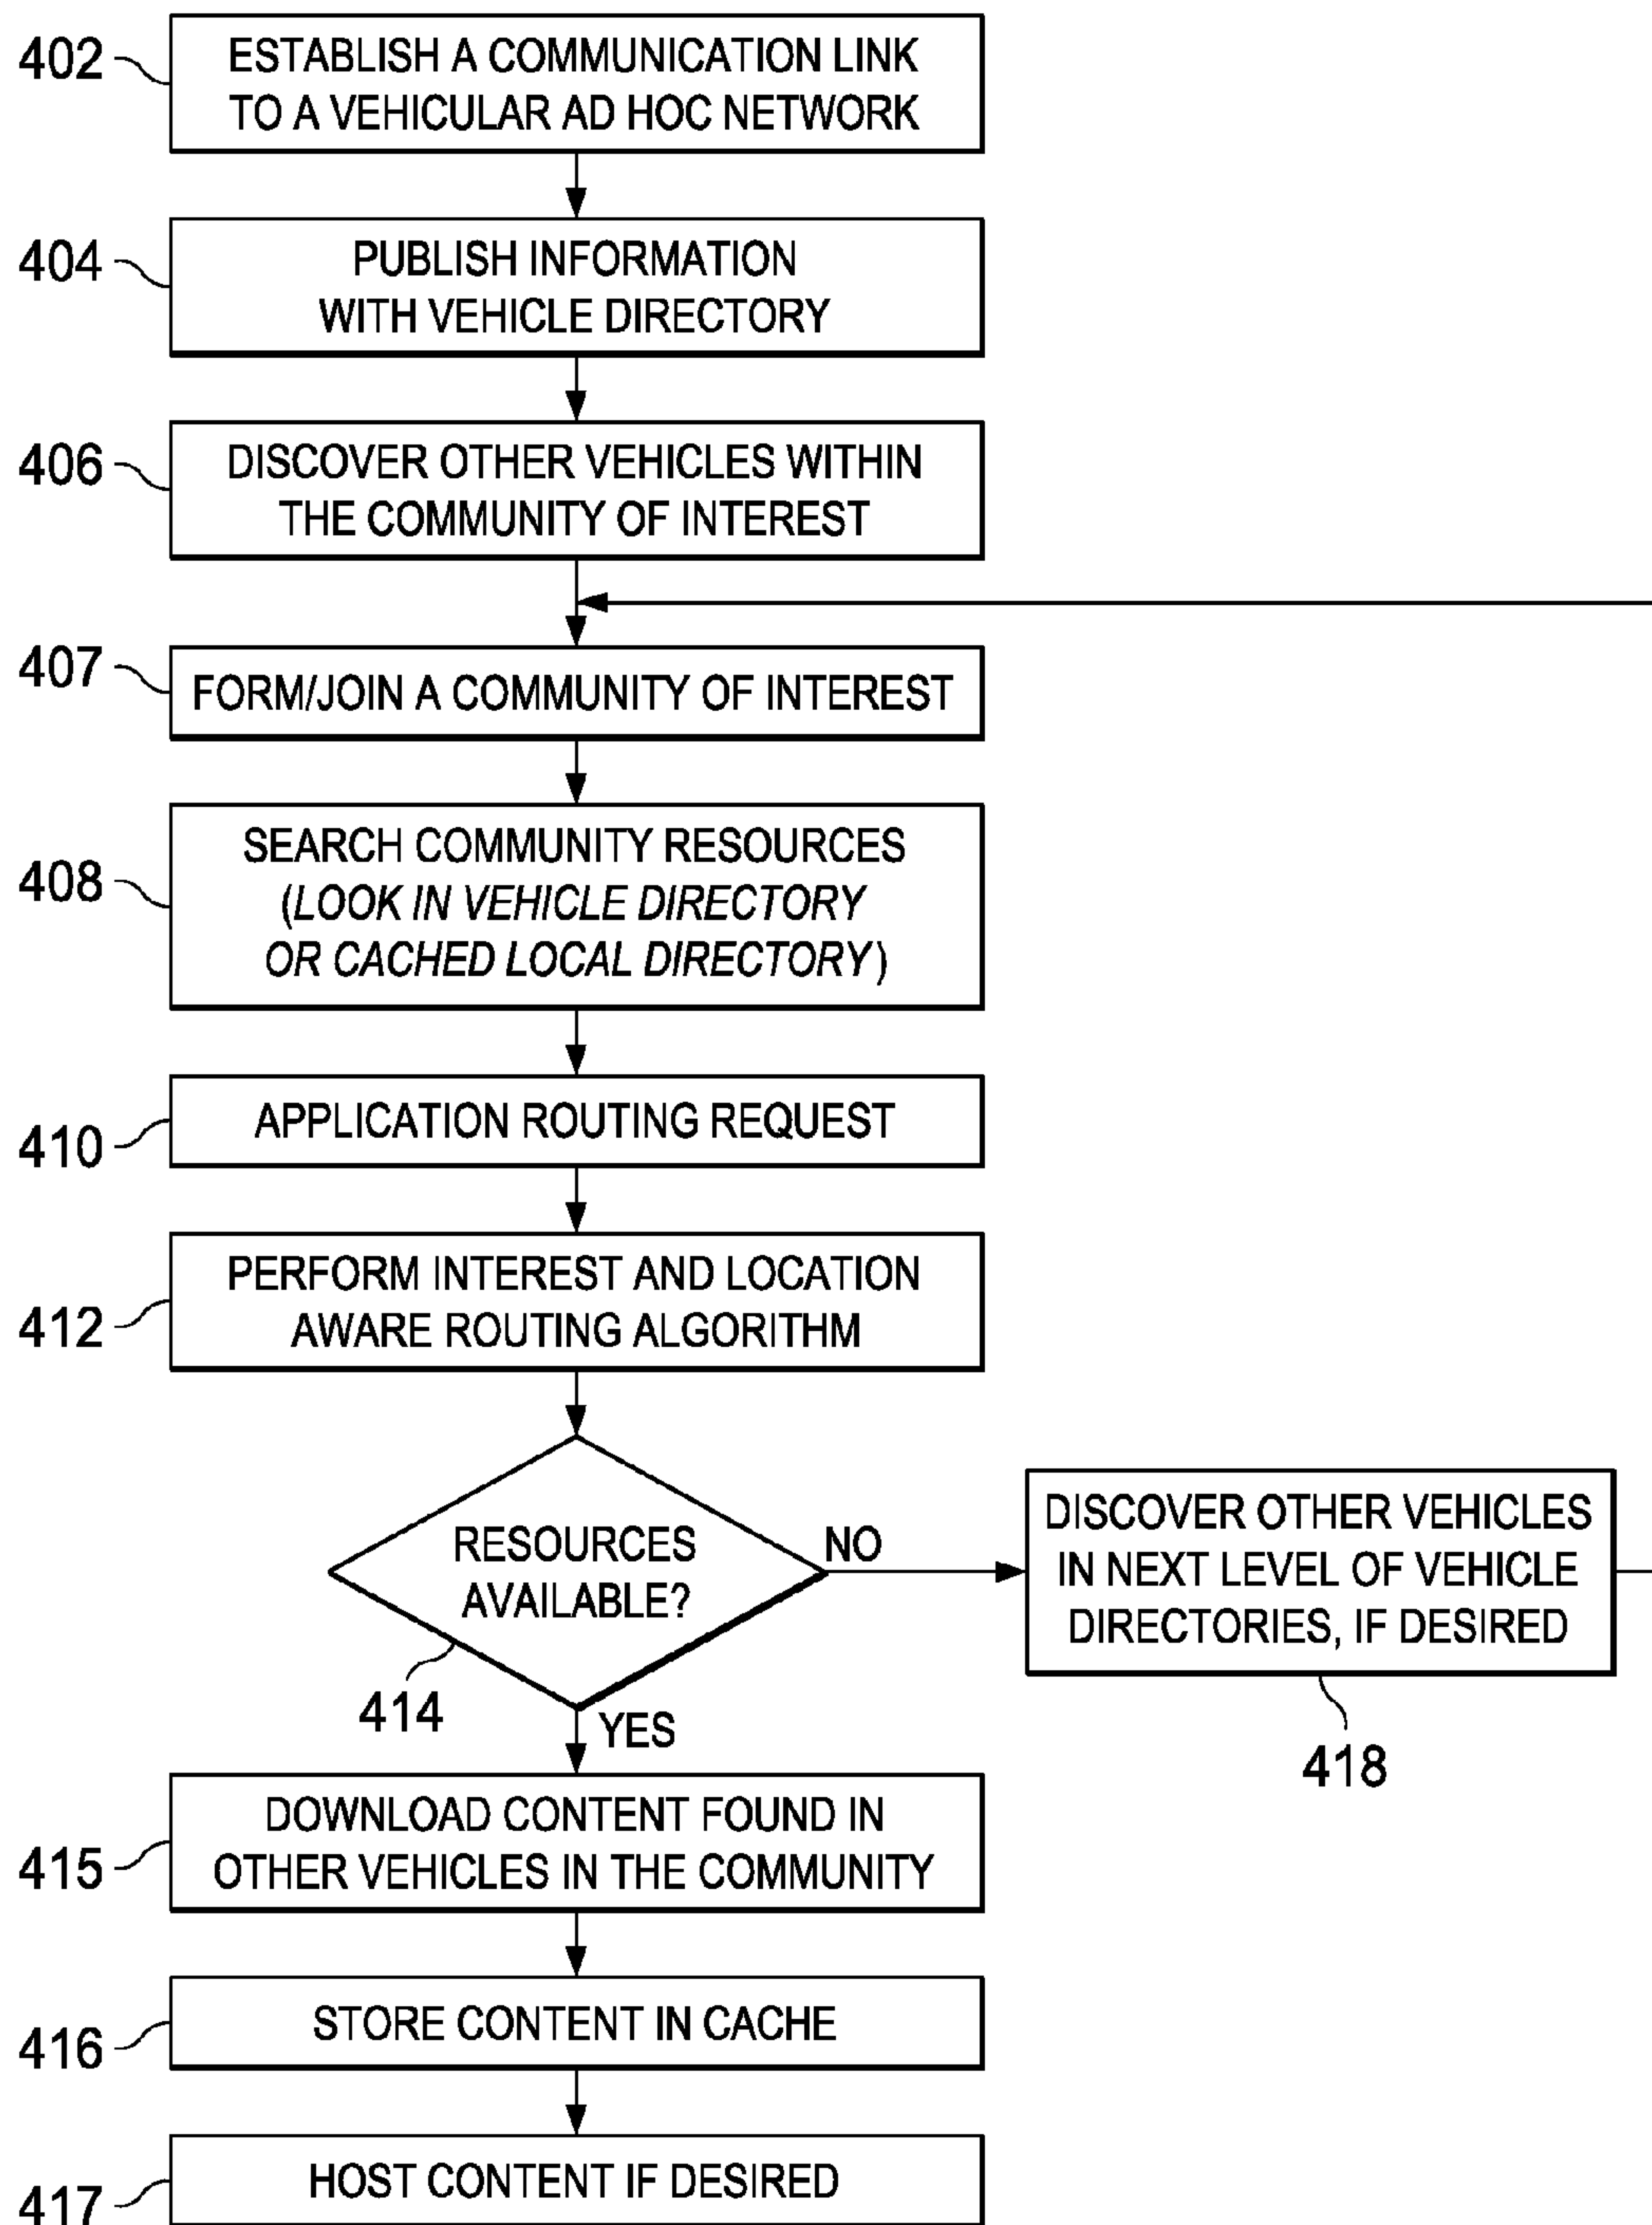 402
ESTABLISH A COMMUNICATION LINK
TO A VEHICULAR AD HOC NETWORK
404
PUBLISH INFORMATION
WITH VEHICLE DIRECTORY
406
DISCOVER OTHER VEHICLES WITHIN
THE COMMUNITY OF INTEREST
407
FORM/JOIN A COMMUNITY OF INTEREST
408
SEARCH COMMUNITY RESOURCES
(LOOK IN VEHICLE DIRECTORY
OR CACHED LOCAL DIRECTORY)
410
APPLICATION ROUTING REQUEST
412
PERFORM INTEREST AND LOCATION
AWARE ROUTING ALGORITHM
RESOURCES
AVAILABLE?
414
NO
YES
DISCOVER OTHER VEHICLES
IN NEXT LEVEL OF VEHICLE
DIRECTORIES, IF DESIRED
418
415
DOWNLOAD CONTENT FOUND IN
OTHER VEHICLES IN THE COMMUNITY
416
STORE CONTENT IN CACHE
417
HOST CONTENT IF DESIRED